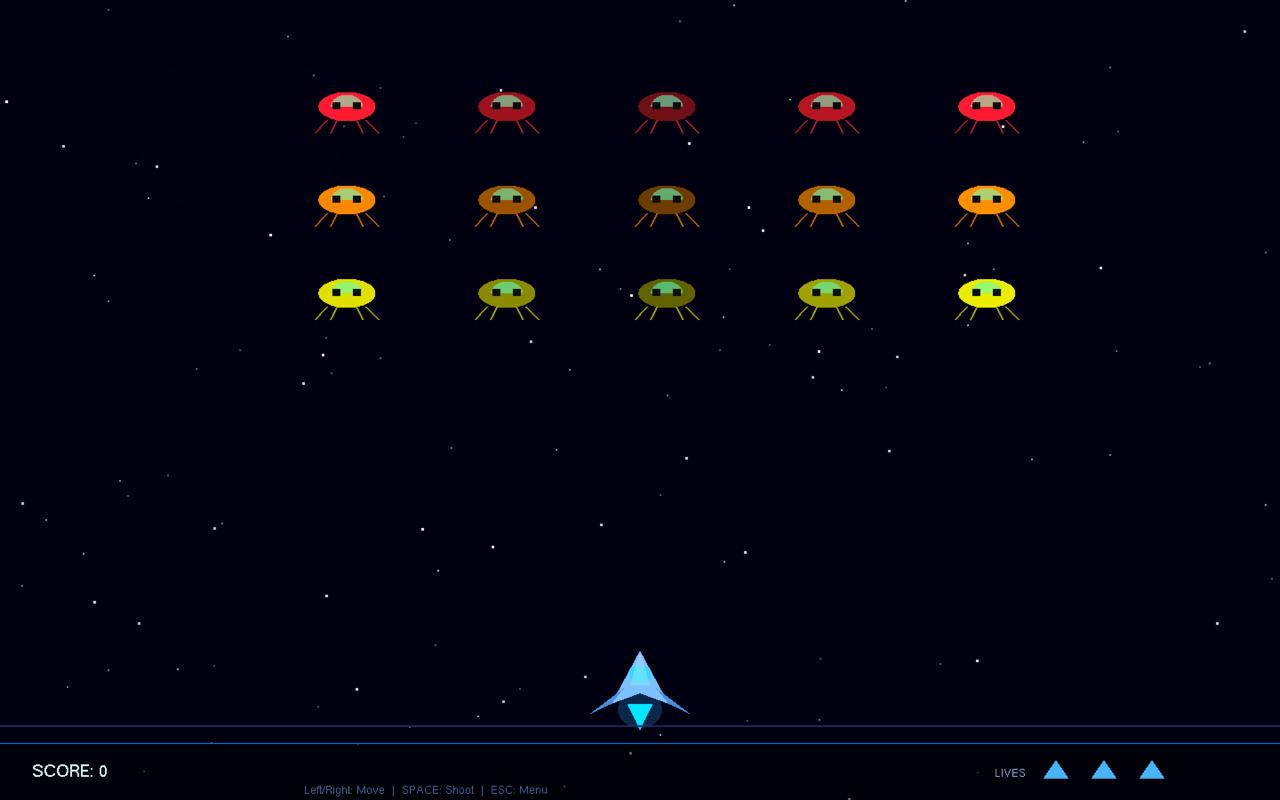 SCORE: 0
LIVES
Left/Right: Move | SPACE: Shoot | ESC: Menu